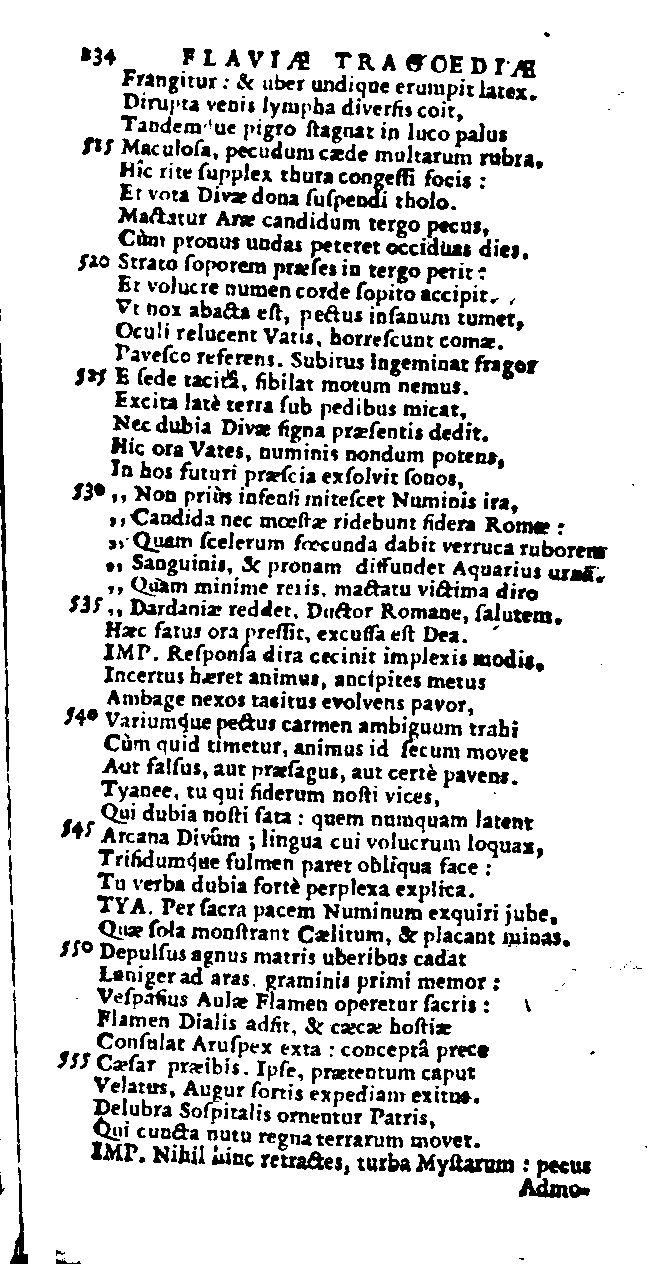 234 FLAVIÆ TRAGOEDIÆ
Frangitur : & uber undique erumpit latex.
Dirupta venis lympha diverſis coit,
Tandem ue pigro ſtagnat in luco palus
515 Maculoſa, pecudum cæde multarum rubra.
Hîc rite ſupplex thura congeſſi focis :
Et vota Divæ dona ſuſpendi tholo.
Mactatur Aræ candidum tergo pecus,
Cùm pronus undas peteret occiduas dies.
520 Strato ſoporem præſes in tergo petit :
Et volucre numen corde ſopito accipit.
Vt nox abacta eſt, pectus inſanum tumet,
Oculi relucent Vatis, horreſcunt comæ.
Paveſco referens. Subitus ingeminat fragor
525 E ſede tacitâ, ſibilat motum nemus.
Excita latè terra ſub pedibus micat,
Nec dubia Divæ ſigna præſentis dedit.
Hic ora Vates, numinis nondum potens,
In hos futuri præſcia exſolvit ſonos,
530 ,, Non priùs infenſi miteſcet Numinis ira,
,, Candida nec mœſtæ ridebunt ſidera Romæ :
,, Quam ſcelerum fœcunda dabit verruca ruborem
,, Sanguinis, & pronam diffundet Aquarius urnã.
,, Quàm minime reris, mactatu victima diro
535 ,, Dardaniæ reddet, Ductor Romane, ſalutem.
Hæc fatus ora preſſit, excuſſa eſt Dea.
IMP. Reſponſa dira cecinit implexis modis.
Incertus hæret animus, ancipites metus
Ambage nexos tacitus evolvens pavor,
540 Variumque pectus carmen ambiguum trahi
Cùm quid timetur, animus id ſecum movet
Aut falſus, aut præſagus, aut certè pavens.
Tyanee, tu qui ſiderum noſti vices,
Qui dubia noſti fata : quem numquam latent
545 Arcana Divûm ; lingua cui volucrum loquax,
Trifidumque fulmen paret obliqua face :
Tu verba dubia fortè perplexa explica.
TYA. Per ſacra pacem Numinum exquiri jube,
Quæ ſola monſtrant Cælitum, & placant minas.
550 Depulſus agnus matris uberibus cadat
Laniger ad aras, graminis primi memor :
Veſpaſius Aulæ Flamen operetur ſacris :
Flamen Dialis adſit, & cæcæ hoſtiæ
Conſulat Aruſpex exta : conceptâ prece
555 Cæſar præibis. Ipſe, prætentum caput
Velatus, Augur ſortis expediam exitus.
Delubra Soſpitalis ornentur Patris,
Qui cuncta nutu regna terrarum movet.
IMP. Nihil hinc retractes, turba Myſtarum : pecus
Admo-